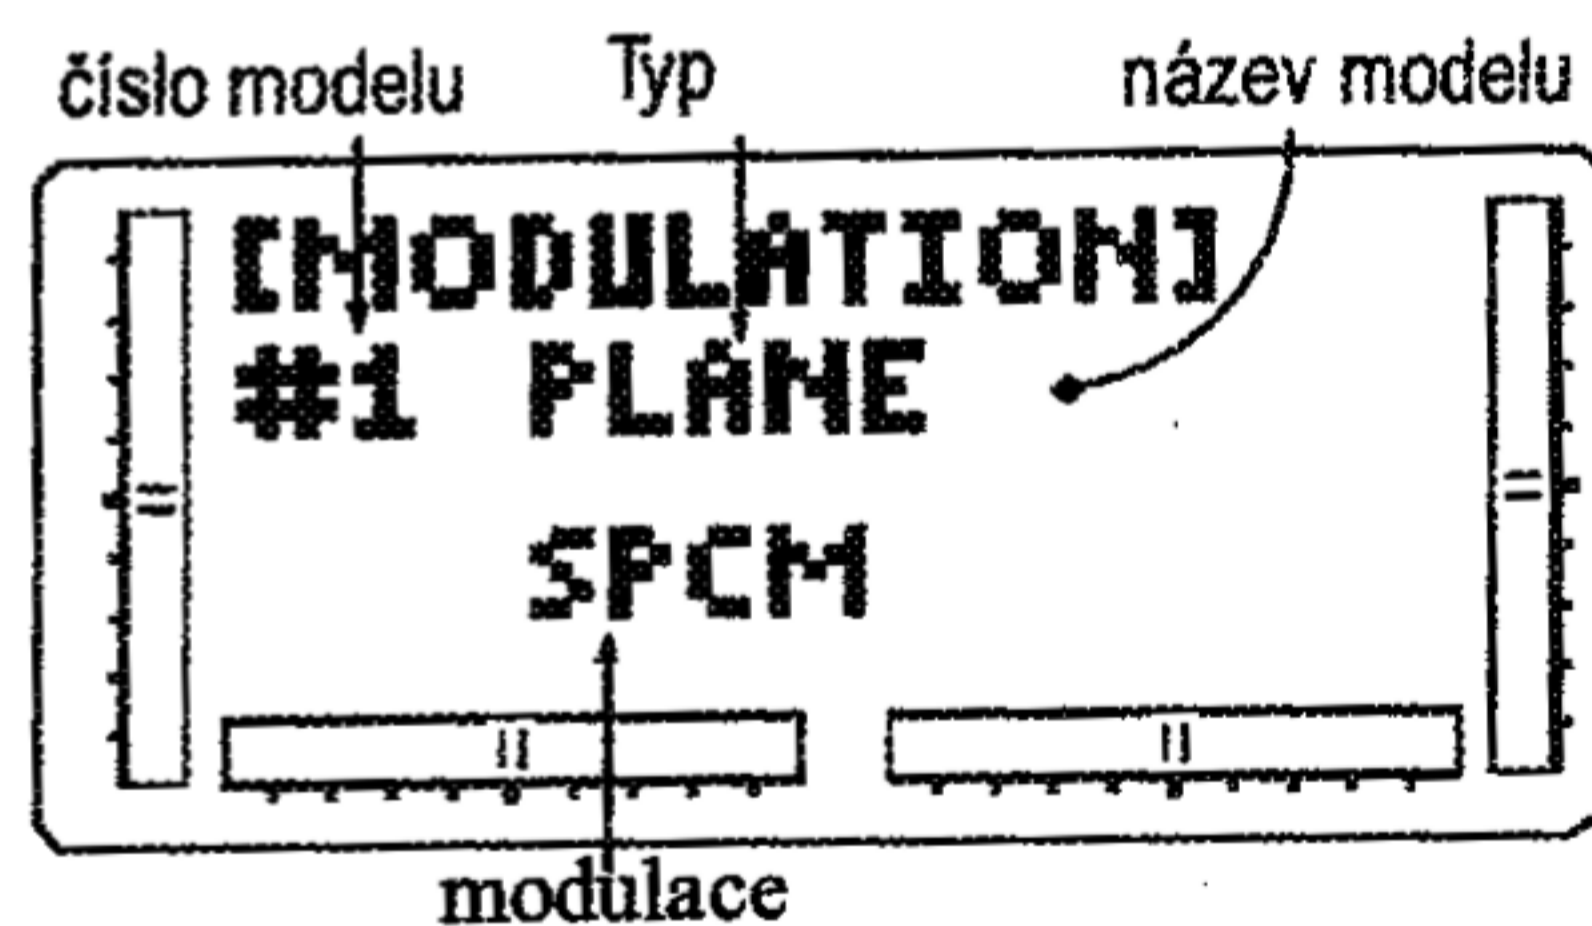 číslo modelu Typ název modelu
[MODULATION]
#1 PLANE
SPCM
modulace